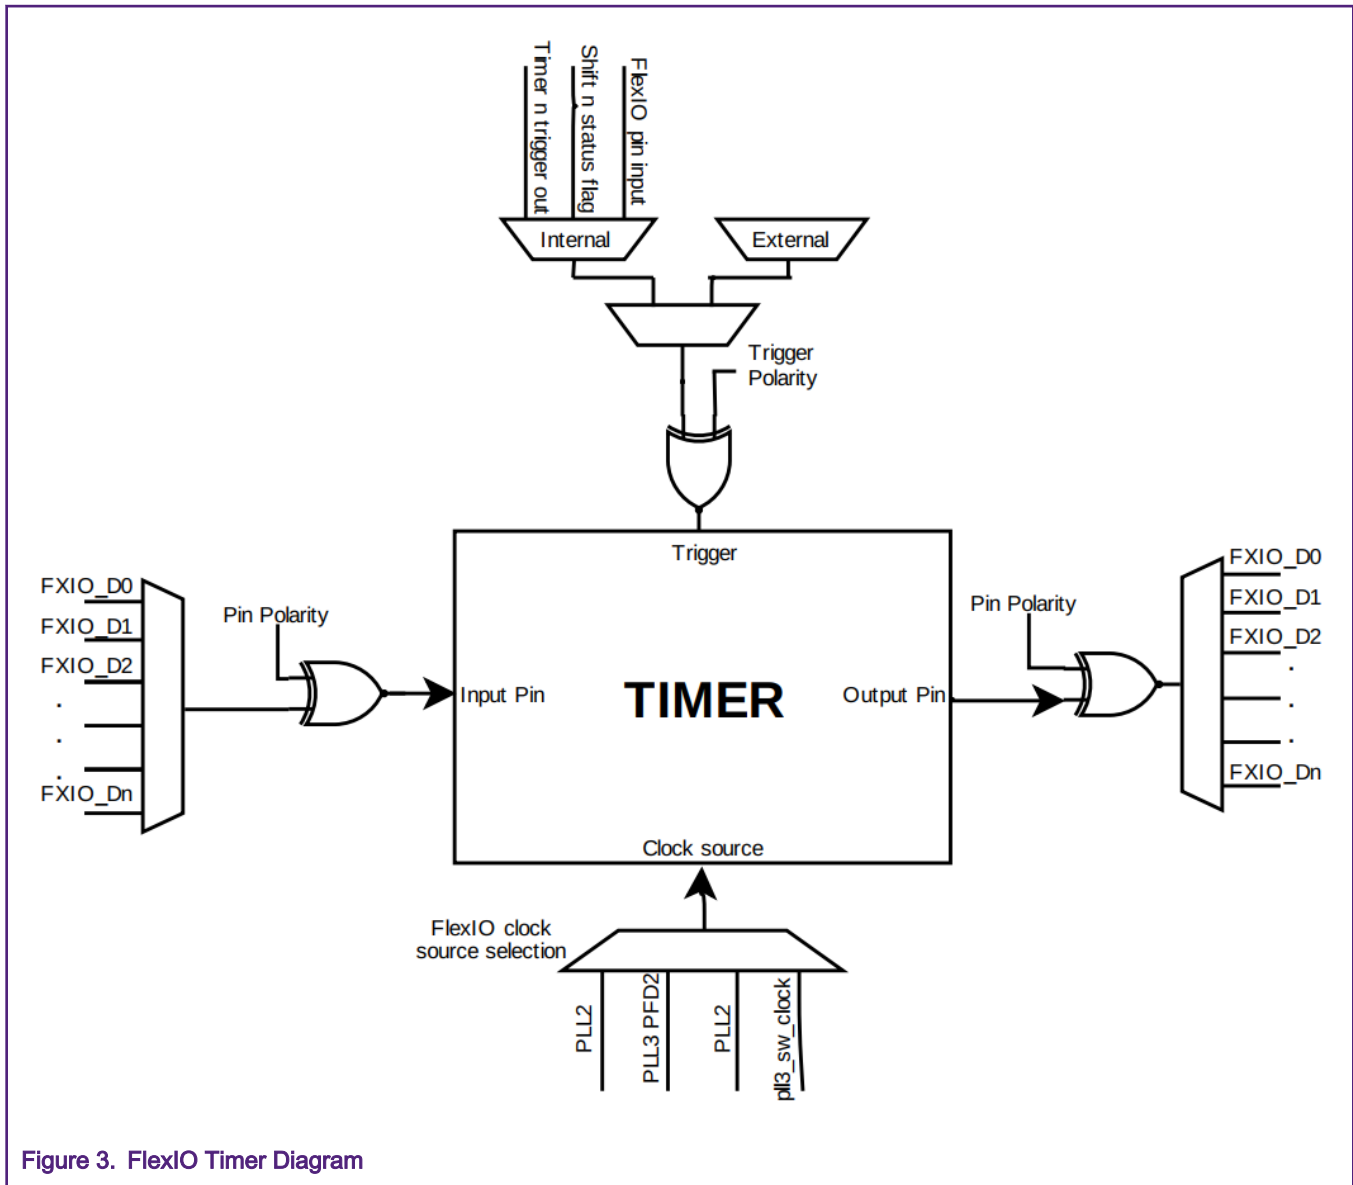 Timer n trigger out
Shift n status flag
FlexIO pin input
Internal
External
Trigger
Polarity
Trigger
FXIO_D0
FXIO_D1
FXIO_D2
.
.
.
FXIO_Dn
Pin Polarity
Input Pin
TIMER
Output Pin
Pin Polarity
FXIO_D0
FXIO_D1
FXIO_D2
.
.
.
FXIO_Dn
Clock source
FlexIO clock
source selection
PLL2
PLL3 PFD2
PLL2
pll3_sw_clock
Figure 3. FlexIO Timer Diagram